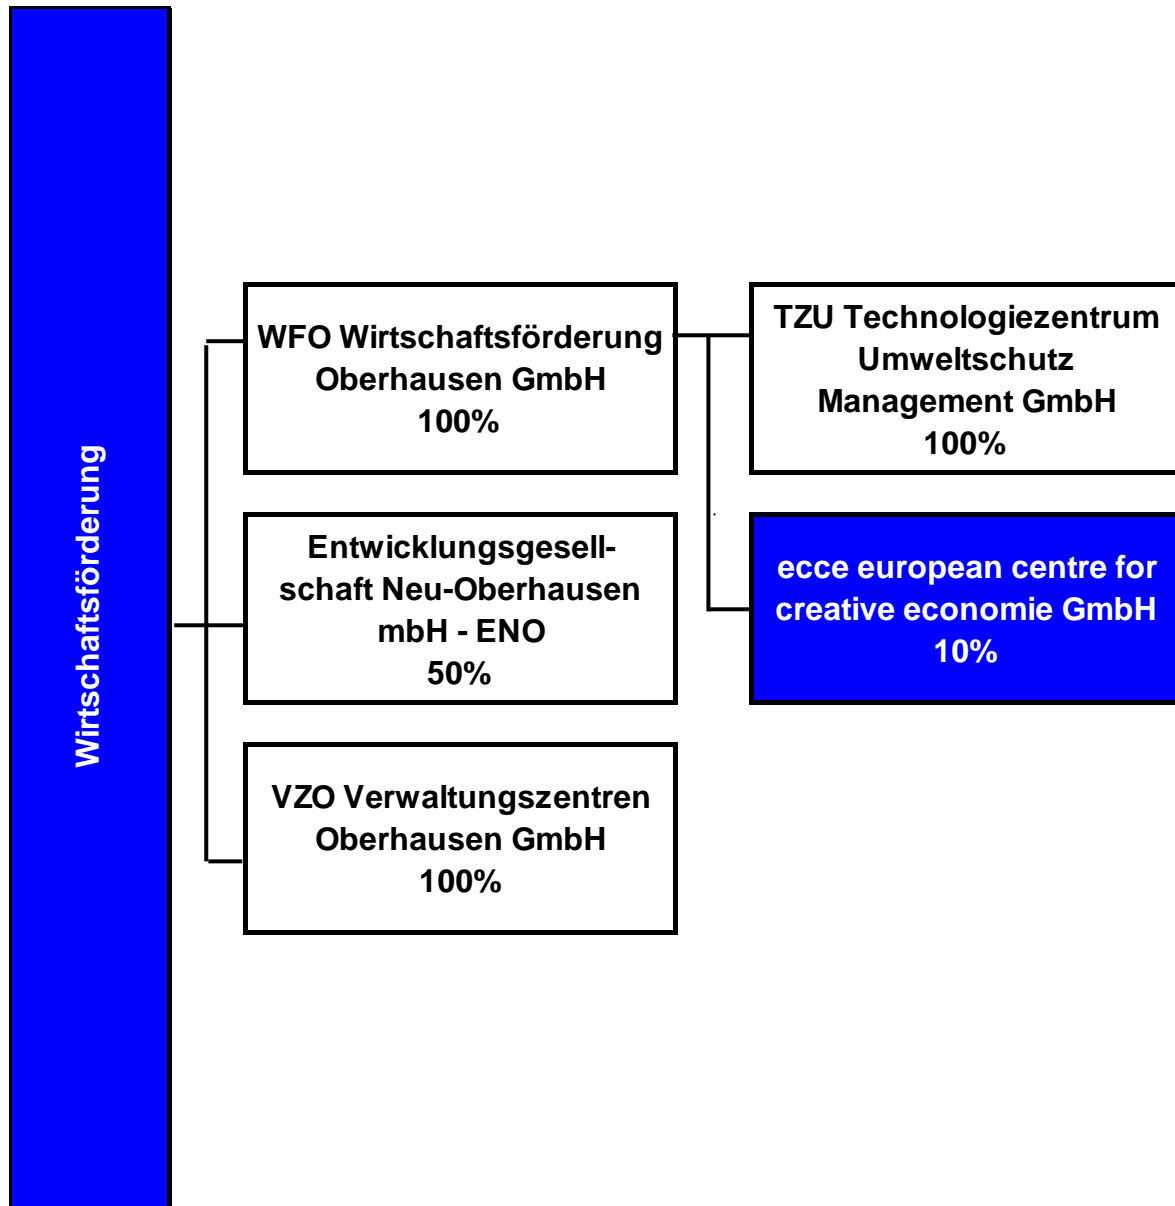 Wirtschaftsförderung
WFO Wirtschaftsförderung
Oberhausen GmbH
100%
Entwicklungsgesell-
schaft Neu-Oberhausen
mbH - ENO
50%
VZO Verwaltungszentren
Oberhausen GmbH
100%
TZU Technologiezentrum
Umweltschutz
Management GmbH
100%
ecce european centre for
creative economie GmbH
10%